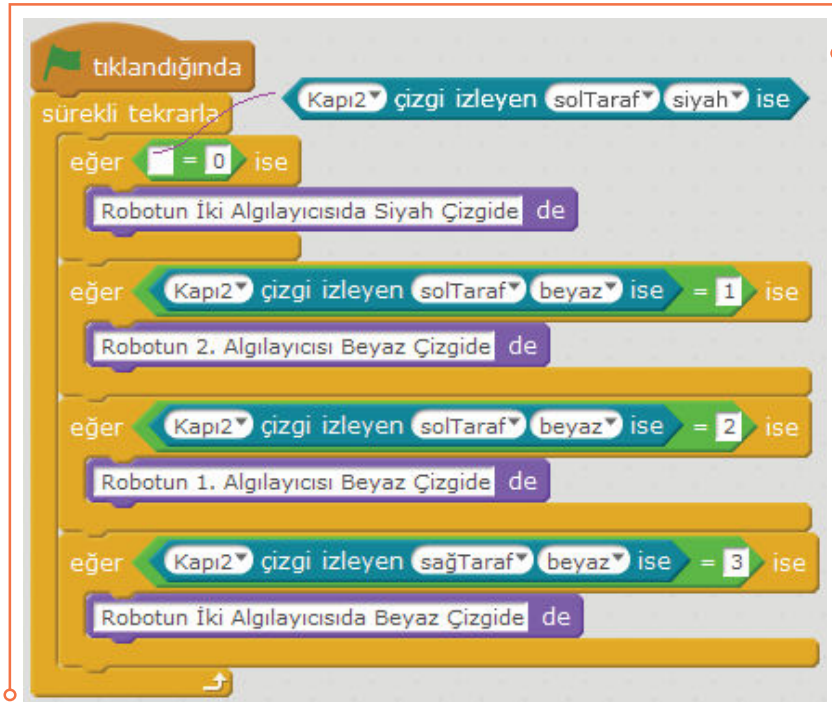 tıklandığında
Kapı2 çizgi izleyen solTaraf siyah ise
sürekli tekrarla
eğer = 0 ise
Robotun İki Algılayıcısıda Siyah Çizgide de
eğer Kapı2 çizgi izleyen solTaraf beyaz ise = 1 ise
Robotun 2. Algılayıcısı Beyaz Çizgide de
eğer Kapı2 çizgi izleyen solTaraf beyaz ise = 2 ise
Robotun 1. Algılayıcısı Beyaz Çizgide de
eğer Kapı2 çizgi izleyen sağTaraf beyaz ise = 3 ise
Robotun İki Algılayıcısıda Beyaz Çizgide de